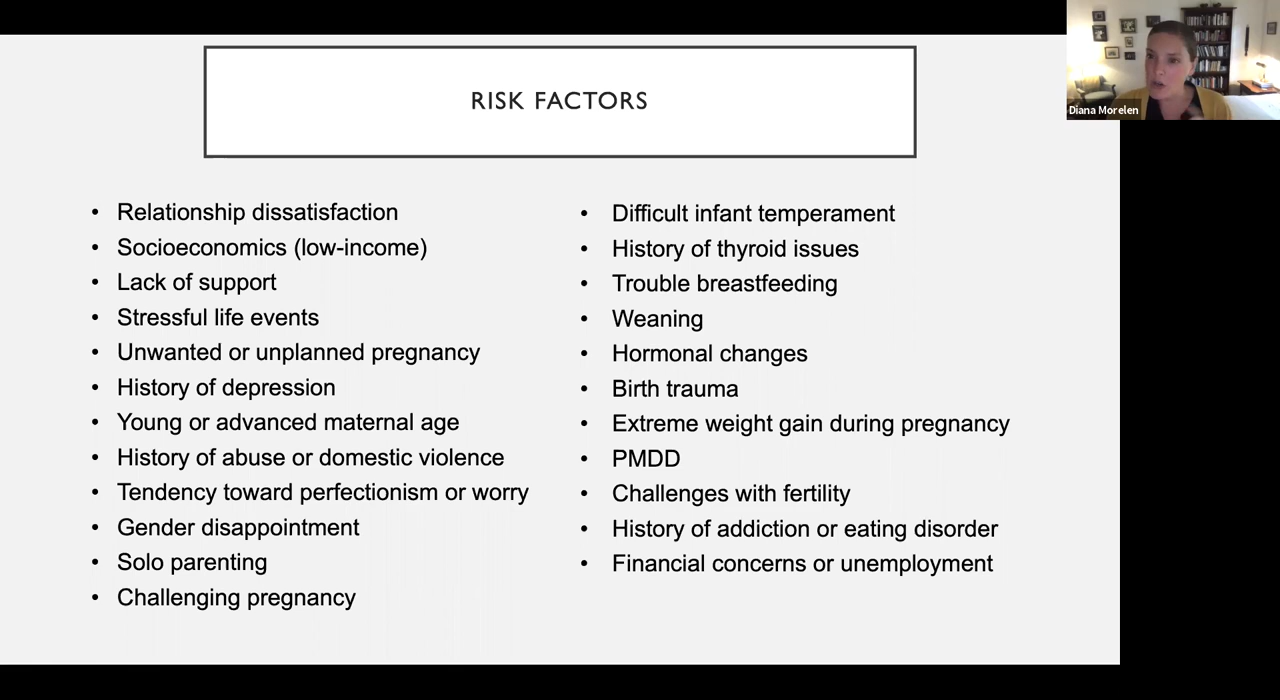 RISK FACTORS
• Relationship dissatisfaction
• Socioeconomics (low-income)
• Lack of support
• Stressful life events
• Unwanted or unplanned pregnancy
• History of depression
• Young or advanced maternal age
• History of abuse or domestic violence
• Tendency toward perfectionism or worry
• Gender disappointment
• Solo parenting
• Challenging pregnancy
• Difficult infant temperament
• History of thyroid issues
• Trouble breastfeeding
• Weaning
• Hormonal changes
• Birth trauma
• Extreme weight gain during pregnancy
• PMDD
• Challenges with fertility
• History of addiction or eating disorder
• Financial concerns or unemployment
Diana Morelen